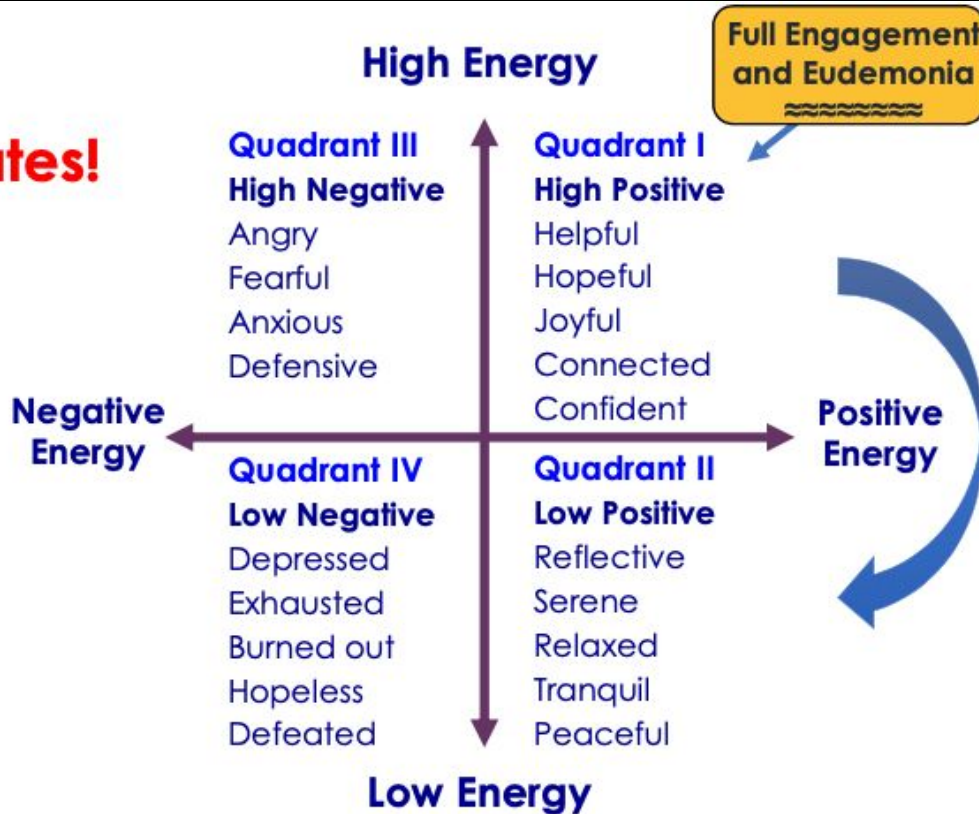 Full Engagement
and Eudemonia
≈≈≈≈≈≈≈≈
High Energy
Quadrant III
High Negative
Angry
Fearful
Anxious
Defensive
Quadrant I
High Positive
Helpful
Hopeful
Joyful
Connected
Confident
Negative
Energy
Positive
Energy
Quadrant IV
Low Negative
Depressed
Exhausted
Burned out
Hopeless
Defeated
Quadrant II
Low Positive
Reflective
Serene
Relaxed
Tranquil
Peaceful
Low Energy